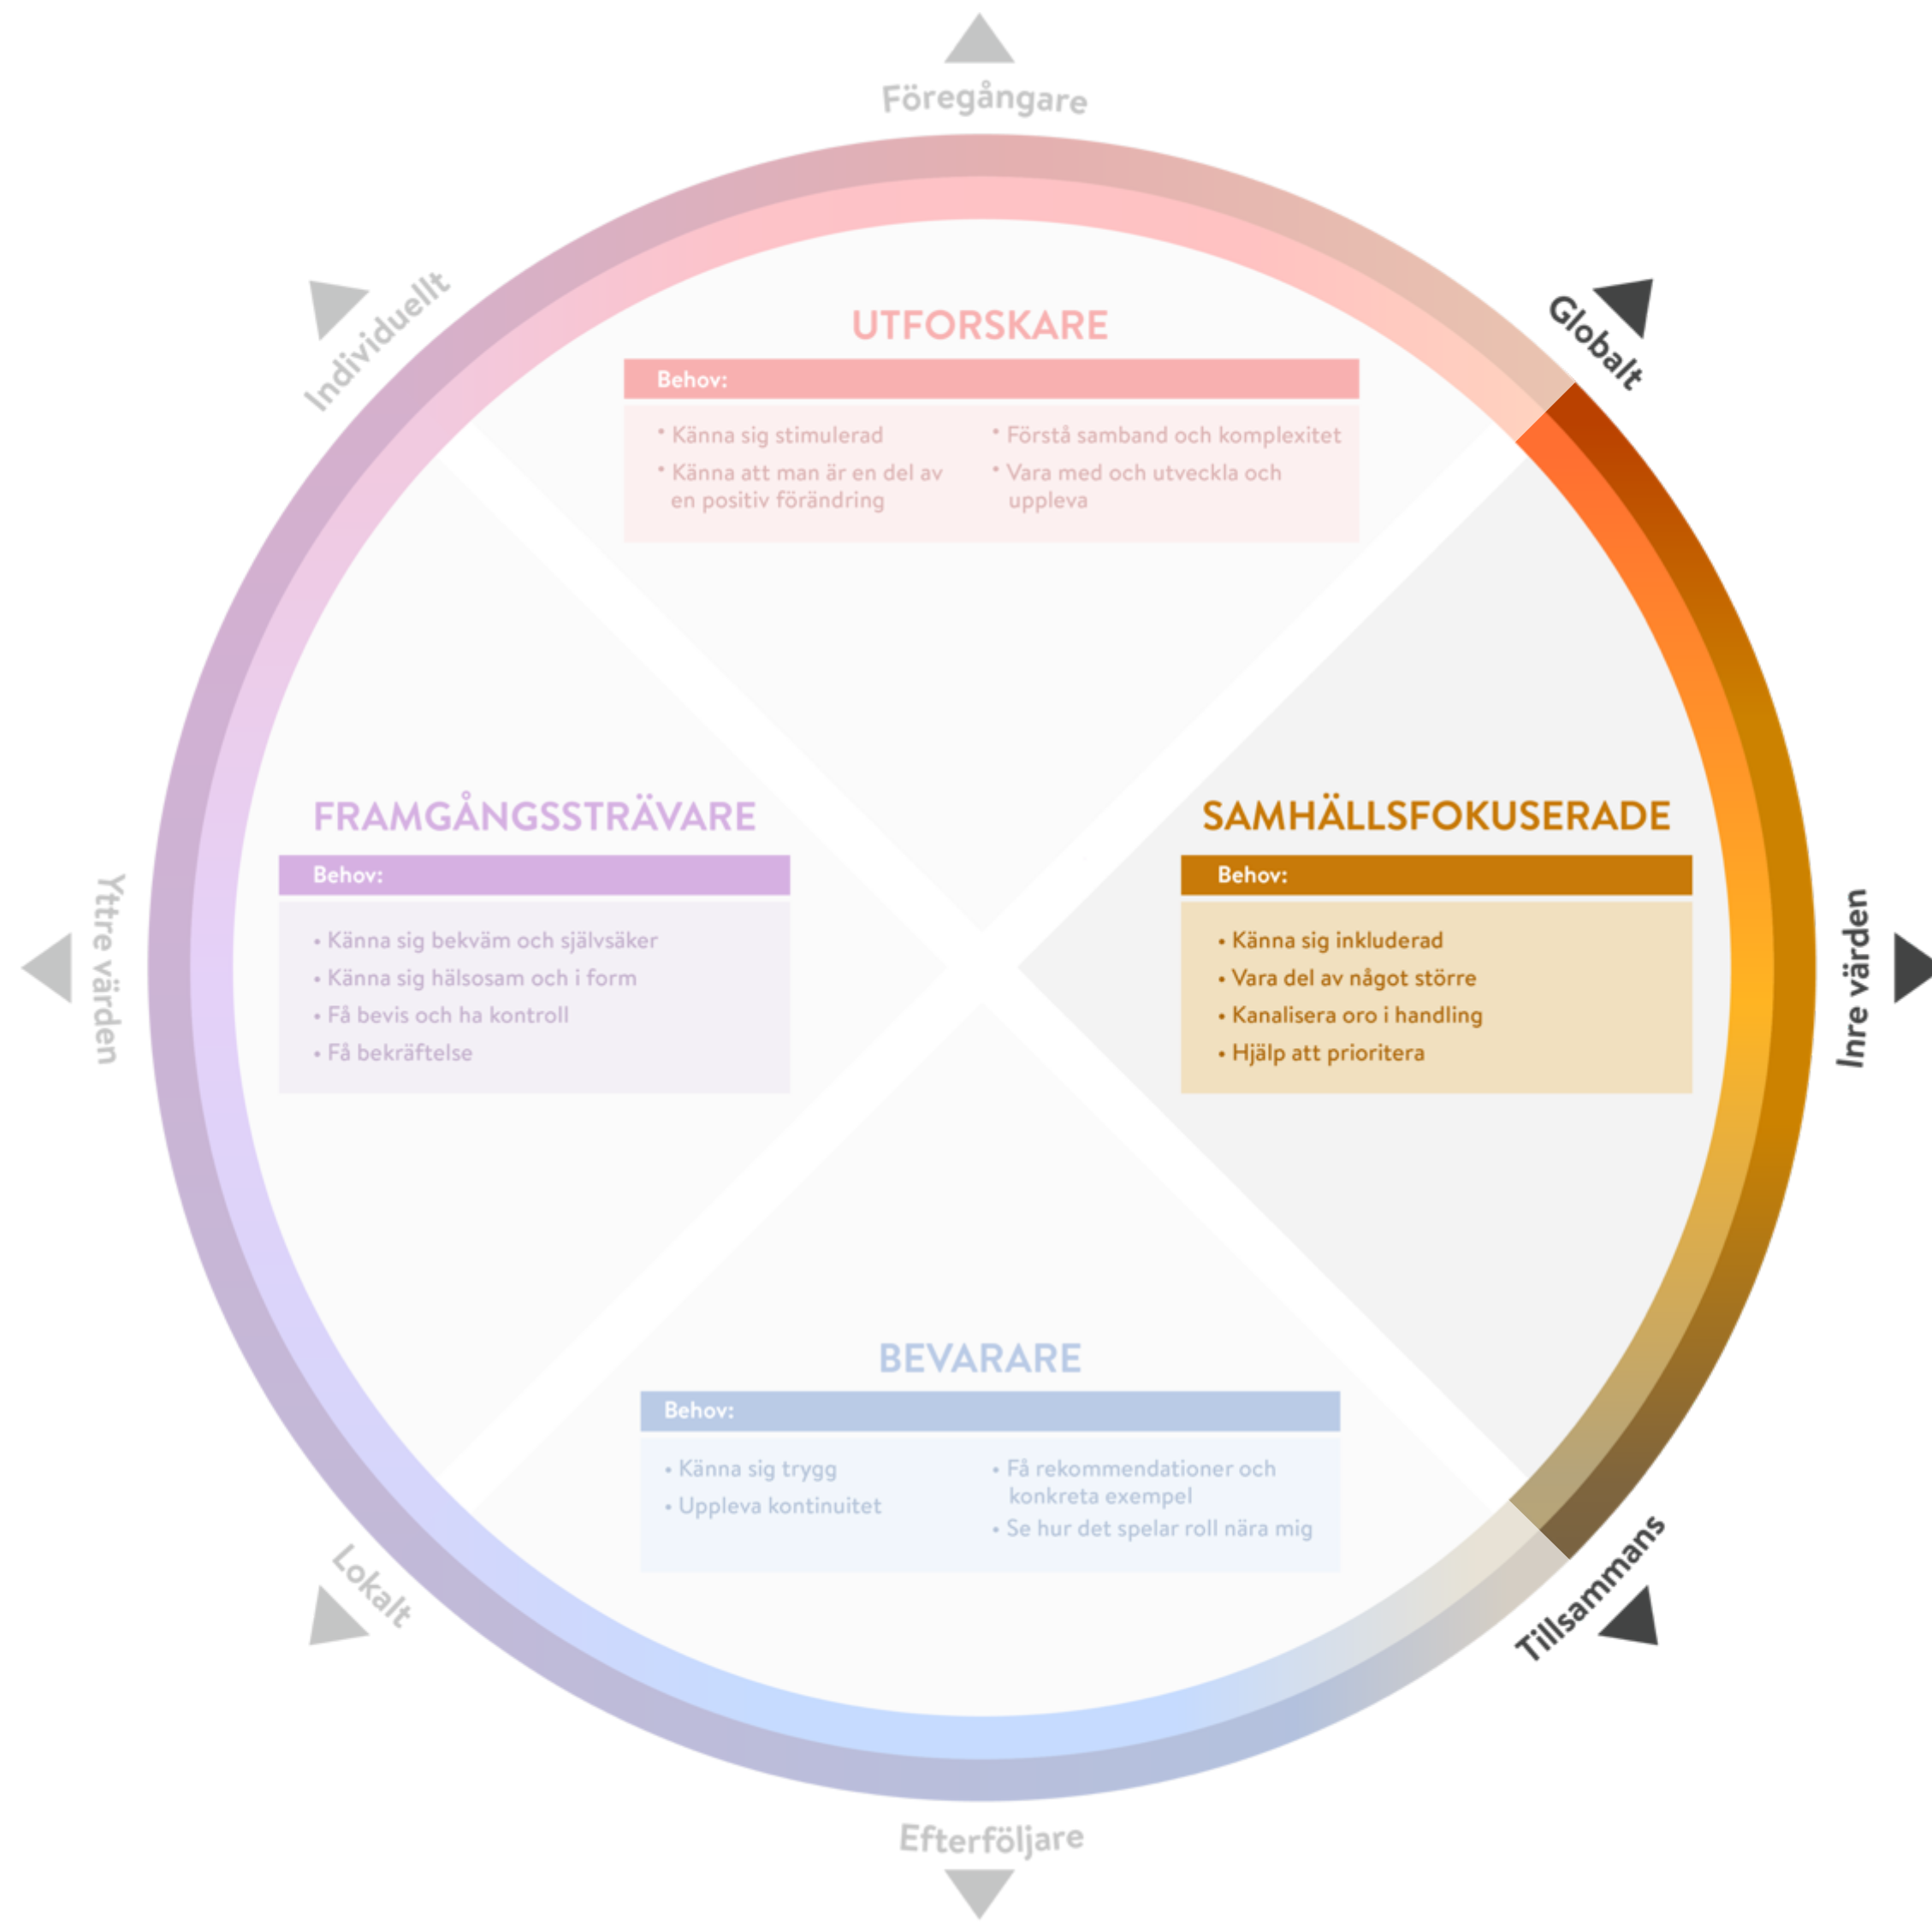 Föregångare
Individuellt
Globalt
UTFORSKARE
Behov:
• Känna sig stimulerad
• Känna att man är en del av
en positiv förändring
• Förstå samband och komplexitet
• Vara med och utveckla och
uppleva
FRAMGÅNGSSTRÄVARE
Behov:
• Känna sig bekväm och självsäker
• Känna sig hälsosam och i form
• Få bevis och ha kontroll
• Få bekräftelse
SAMHÄLLSFOKUSERADE
Behov:
• Känna sig inkluderad
• Vara del av något större
• Kanalisera oro i handling
• Hjälp att prioritera
Yttre värden
Inre värden
BEVARARE
Behov:
• Känna sig trygg
• Uppleva kontinuitet
• Få rekommendationer och
konkreta exempel
• Se hur det spelar roll nära mig
Lokalt
Tillsammans
Efterföljare